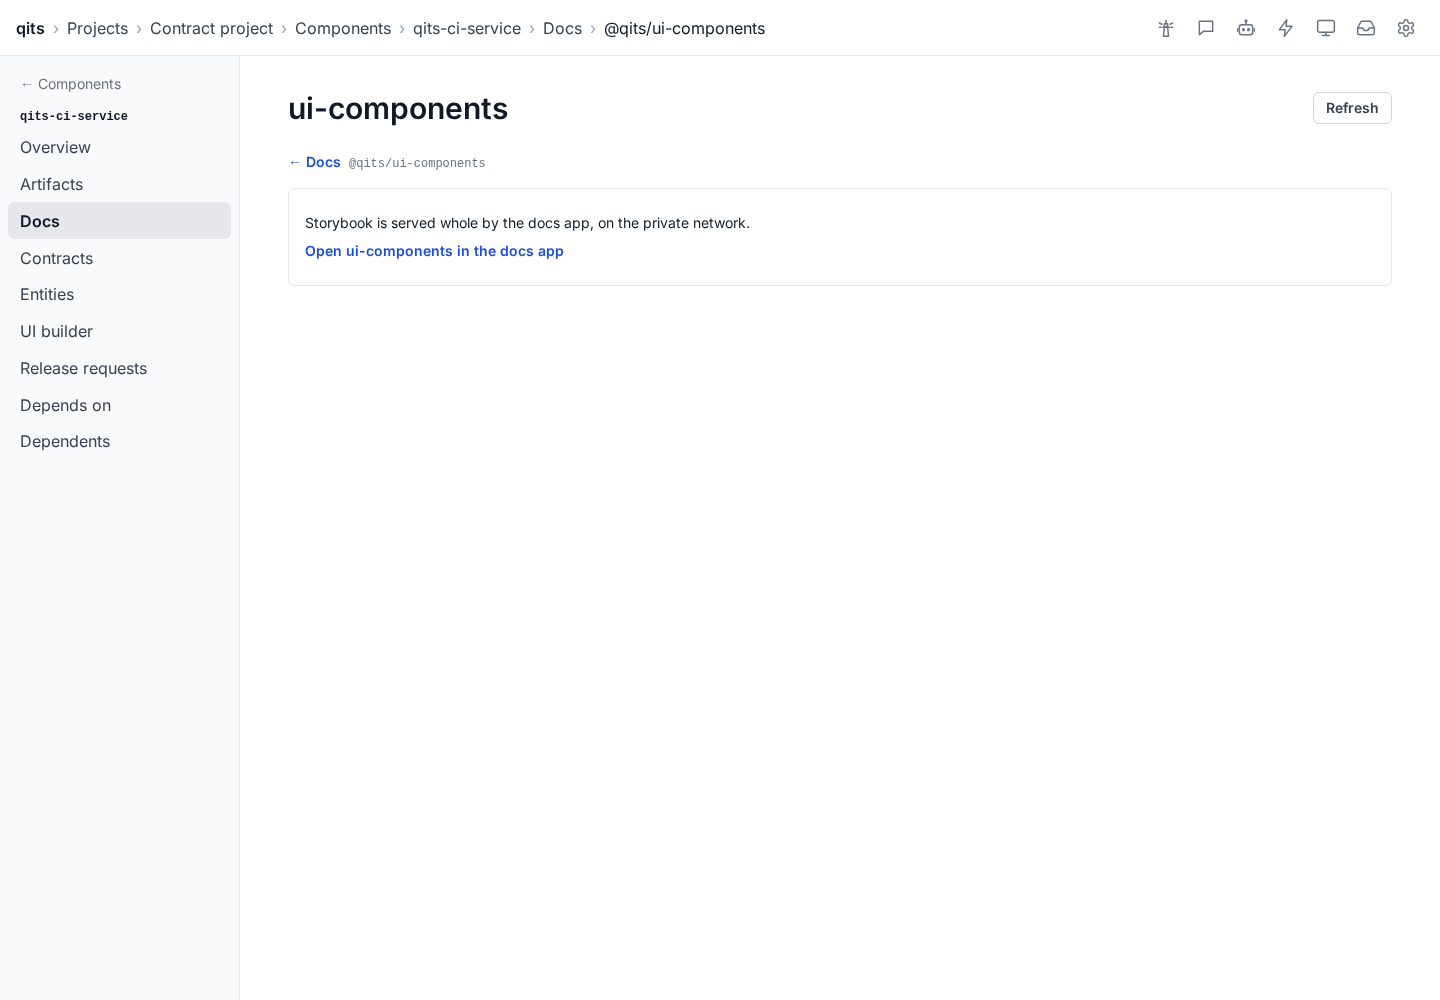 qits › Projects › Contract project › Components › qits-ci-service › Docs › @qits/ui-components
← Components
qits-ci-service
Overview
Artifacts
Docs
Contracts
Entities
UI builder
Release requests
Depends on
Dependents
ui-components
Refresh
← Docs @qits/ui-components
Storybook is served whole by the docs app, on the private network.
Open ui-components in the docs app